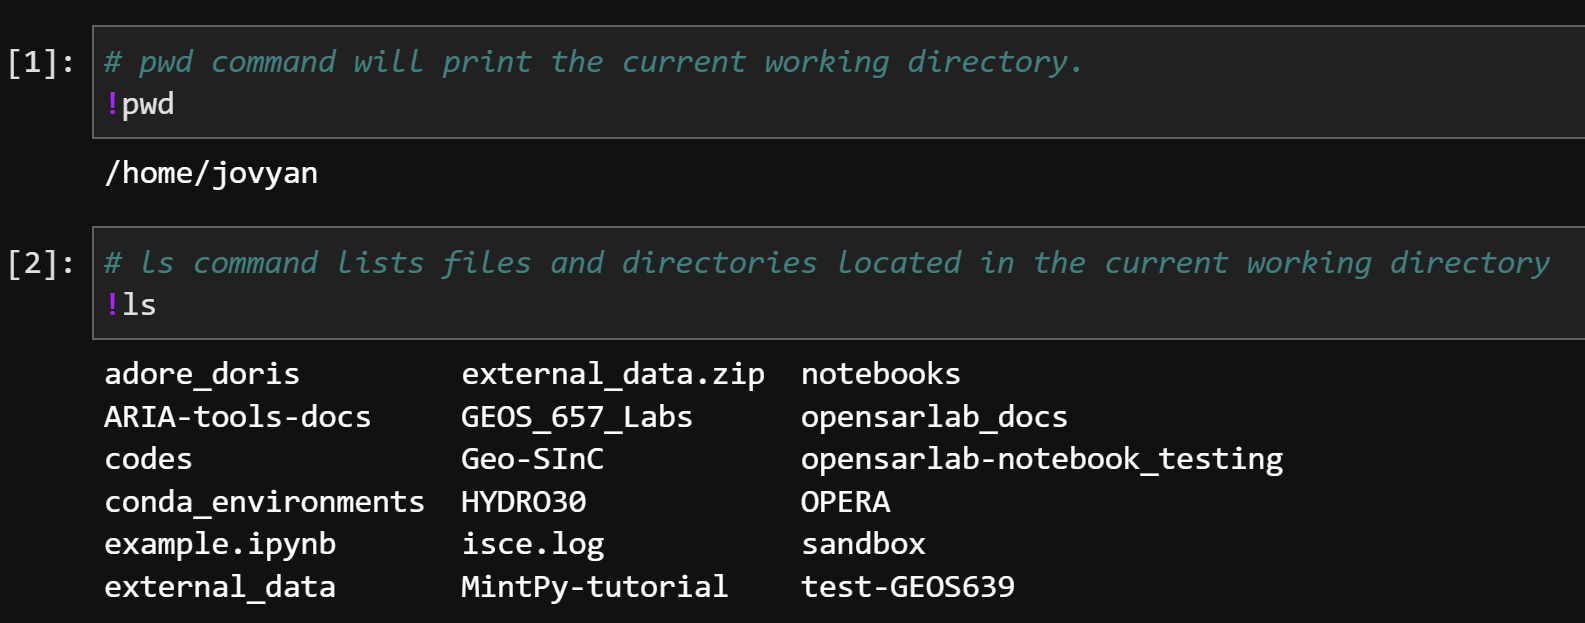 [1]: # pwd command will print the current working directory.
!pwd
/home/jovyan
[2]: # ls command lists files and directories located in the current working directory
!ls
adore_doris external_data.zip notebooks
ARIA-tools-docs GEOS_657_Labs opensarlab_docs
codes Geo-SInC opensarlab-notebook_testing
conda_environments HYDRO30 OPERA
example.ipynb isce.log sandbox
external_data MintPy-tutorial test-GEOS639